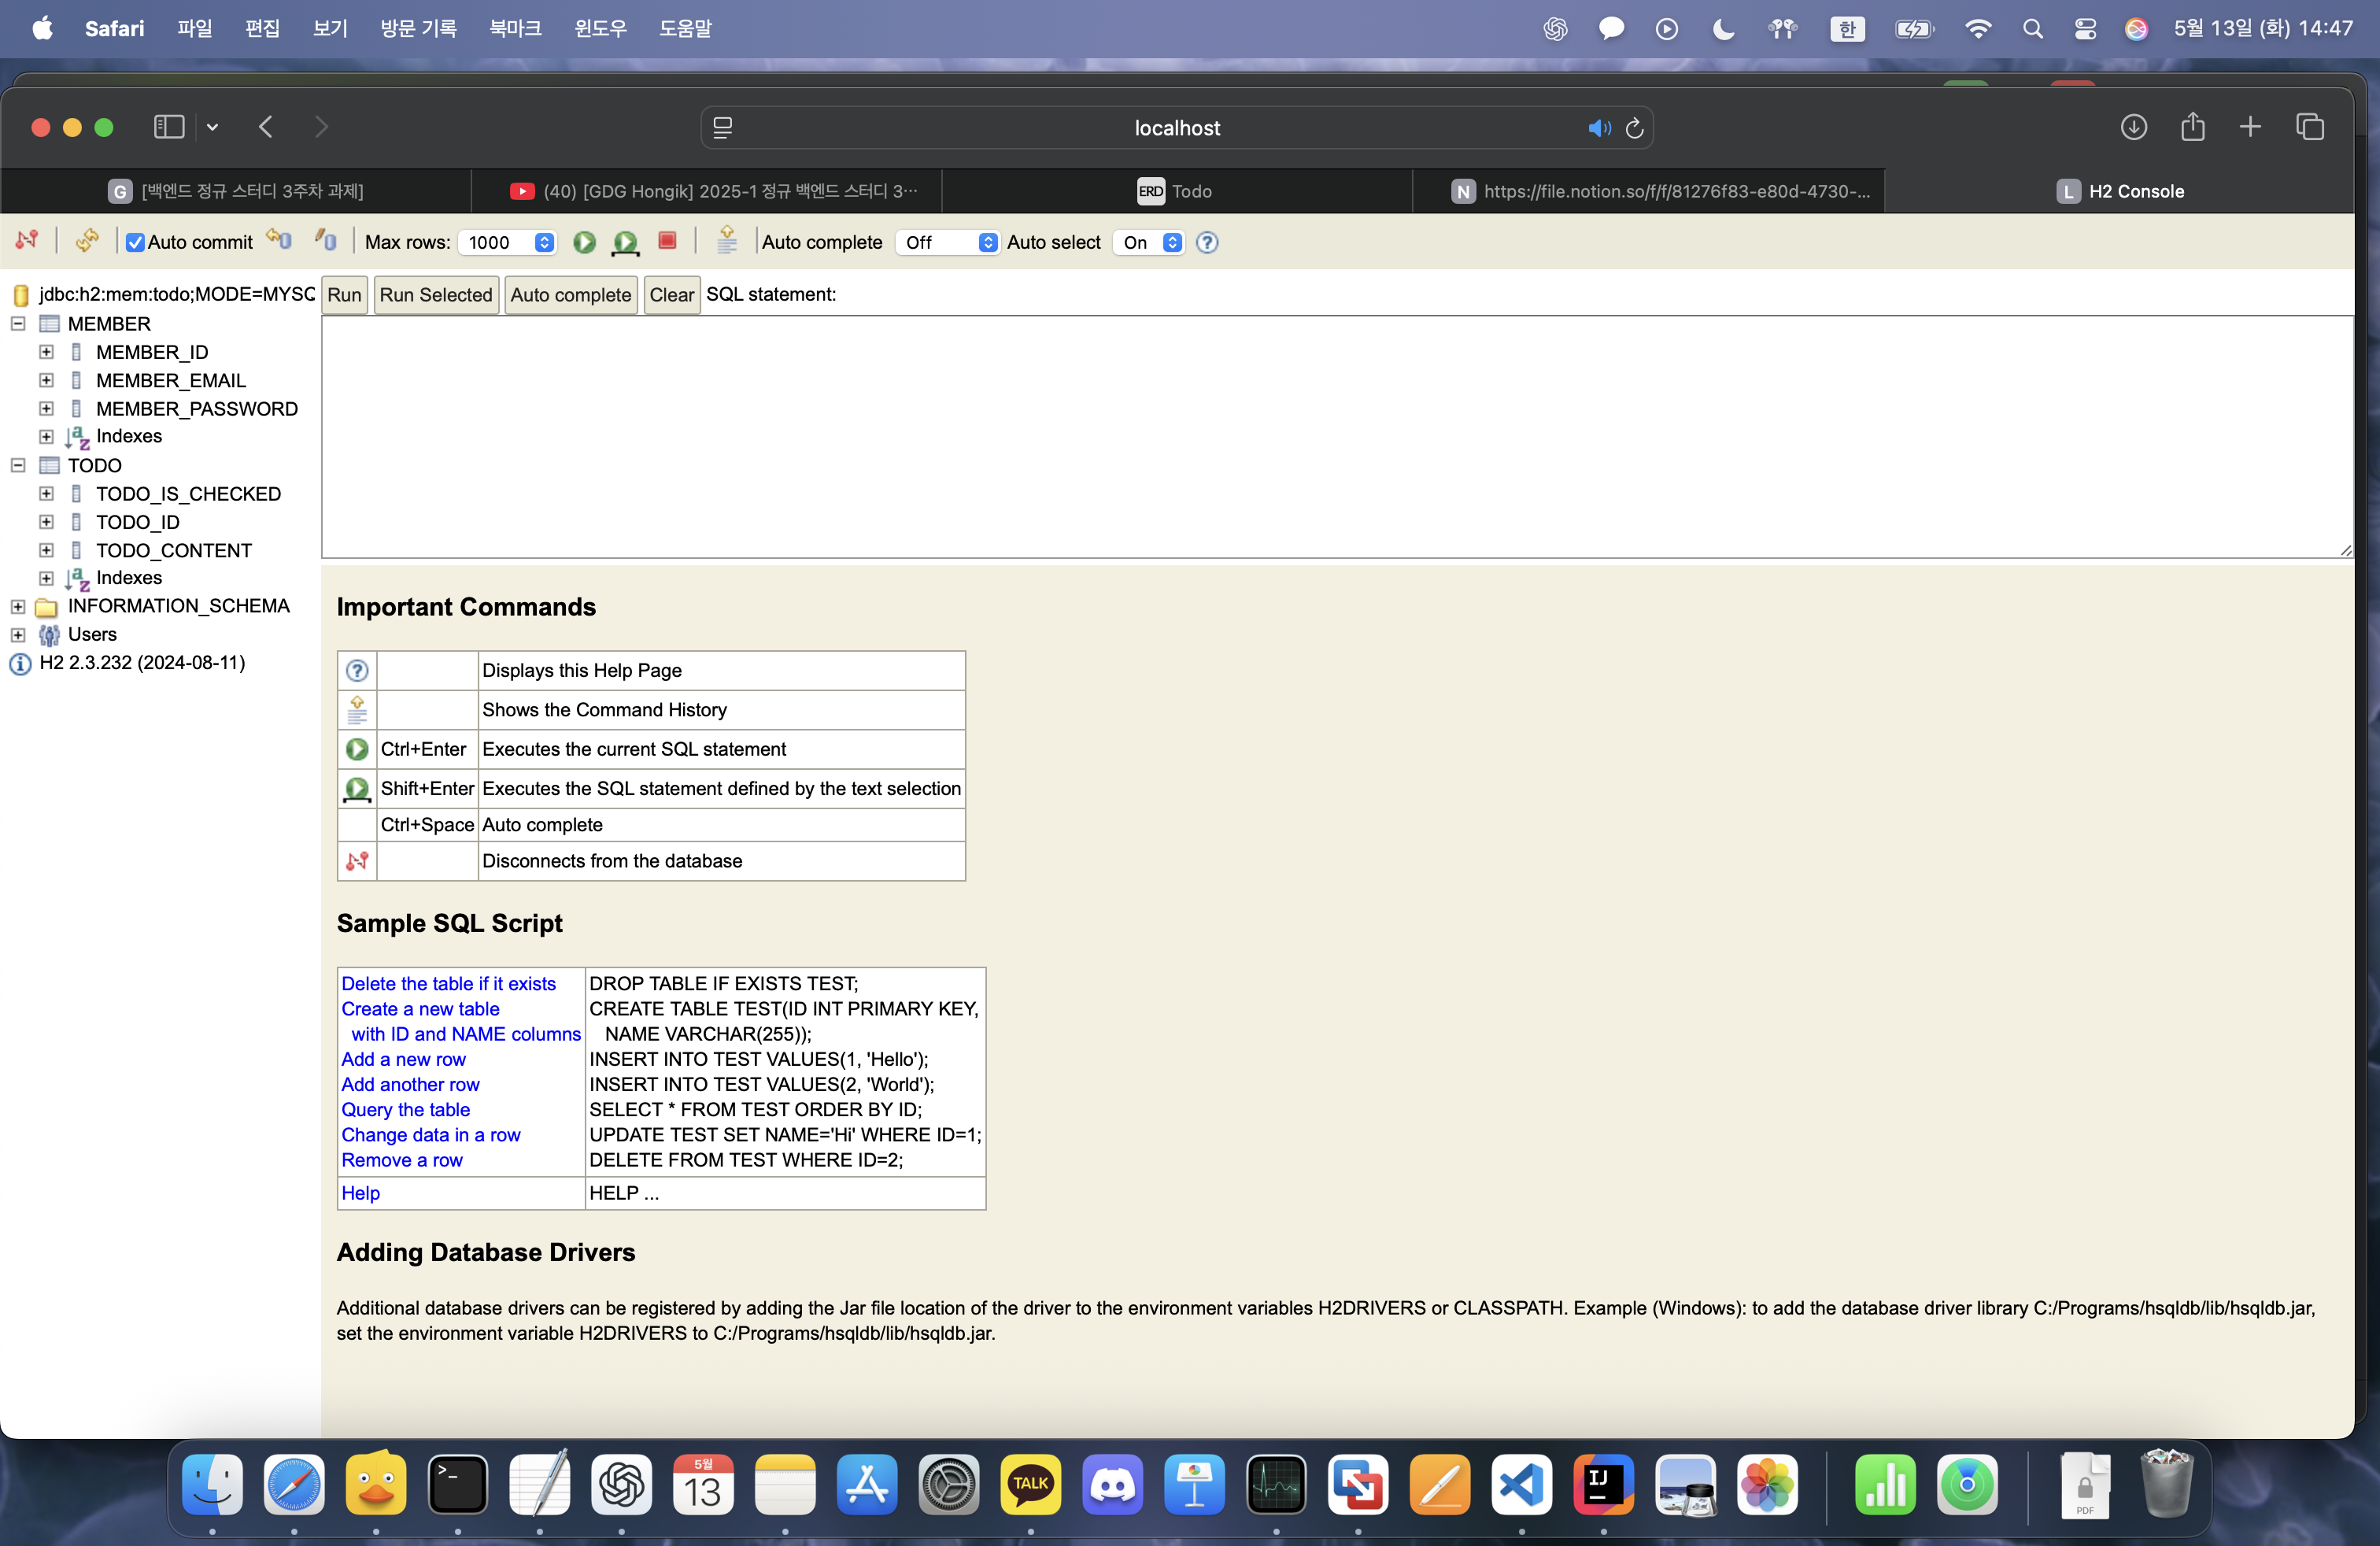 Safari 파일 편집 보기 방문 기록 북마크 윈도우 도움말 한 5월 13일 (화) 14:47
localhost
G [백엔드 정규 스터디 3주차 과제] (40) [GDG Hongik] 2025-1 정규 백엔드 스터디 3··· ERD Todo N https://file.notion.so/f/f/81276f83-e80d-4730-... L H2 Console
Auto commit Max rows: 1000 Auto complete Off Auto select On
jdbc:h2:mem:todo;MODE=MYSQ
MEMBER
MEMBER_ID
MEMBER_EMAIL
MEMBER_PASSWORD
Indexes
TODO
TODO_IS_CHECKED
TODO_ID
TODO_CONTENT
Indexes
INFORMATION_SCHEMA
Users
H2 2.3.232 (2024-08-11)
Run Run Selected Auto complete Clear SQL statement:
Important Commands
Displays this Help Page
Shows the Command History
Ctrl+Enter Executes the current SQL statement
Shift+Enter Executes the SQL statement defined by the text selection
Ctrl+Space Auto complete
Disconnects from the database
Sample SQL Script
Delete the table if it exists DROP TABLE IF EXISTS TEST;
Create a new table CREATE TABLE TEST(ID INT PRIMARY KEY,
with ID and NAME columns NAME VARCHAR(255));
Add a new row INSERT INTO TEST VALUES(1, 'Hello');
Add another row INSERT INTO TEST VALUES(2, 'World');
Query the table SELECT * FROM TEST ORDER BY ID;
Change data in a row UPDATE TEST SET NAME='Hi' WHERE ID=1;
Remove a row DELETE FROM TEST WHERE ID=2;
Help HELP ...
Adding Database Drivers
Additional database drivers can be registered by adding the Jar file location of the driver to the environment variables H2DRIVERS or CLASSPATH. Example (Windows): to add the database driver library C:/Programs/hsqldb/lib/hsqldb.jar,
set the environment variable H2DRIVERS to C:/Programs/hsqldb/lib/hsqldb.jar.
5월
13
TALK
IJ
PDF